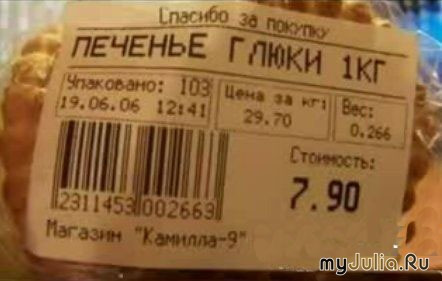 Спасибо за покупку
ПЕЧЕНЬЕ ГЛЮКИ 1КГ
Упаковано: 103
19.06.06 12:41
Цена за кг:
29.70
Вес:
0.266
Стоимость:
7.90
2311453 002663
Магазин "Камилла-9"
myJulia.Ru